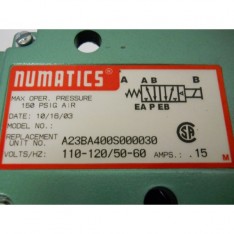 NUMATICS
A AB B
EA P EB
MAX OPER. PRESSURE
150 PSIG AIR
DATE: 10/16/03
MODEL NO.:
REPLACEMENT
UNIT NO. A23BA400S000030
VOLTS/HZ: 110-120/50-60 AMPS.: .15 M